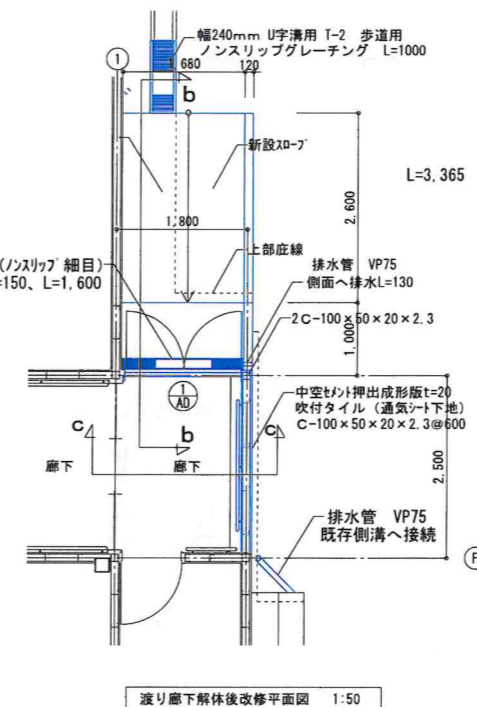 幅240mm U字溝用 T-2 歩道用
ノンスリップグレーチング L=1000
1
1,680
120
b
新設スロープ
L=3,365
2,600
1,800
上部庇線
(ノンスリップ 細目)
=150、L=1,600
排水管 VP75
側面へ排水L=130
2C-100×50×20×2.3
1,000
1
AD
中空セメント押出成形版t=20
吹付タイル (通気シート下地)
C-100×50×20×2.3@600
c
b
c
廊下
廊下
2,500
排水管 VP75
既存側溝へ接続
渡り廊下解体後改修平面図 1:50